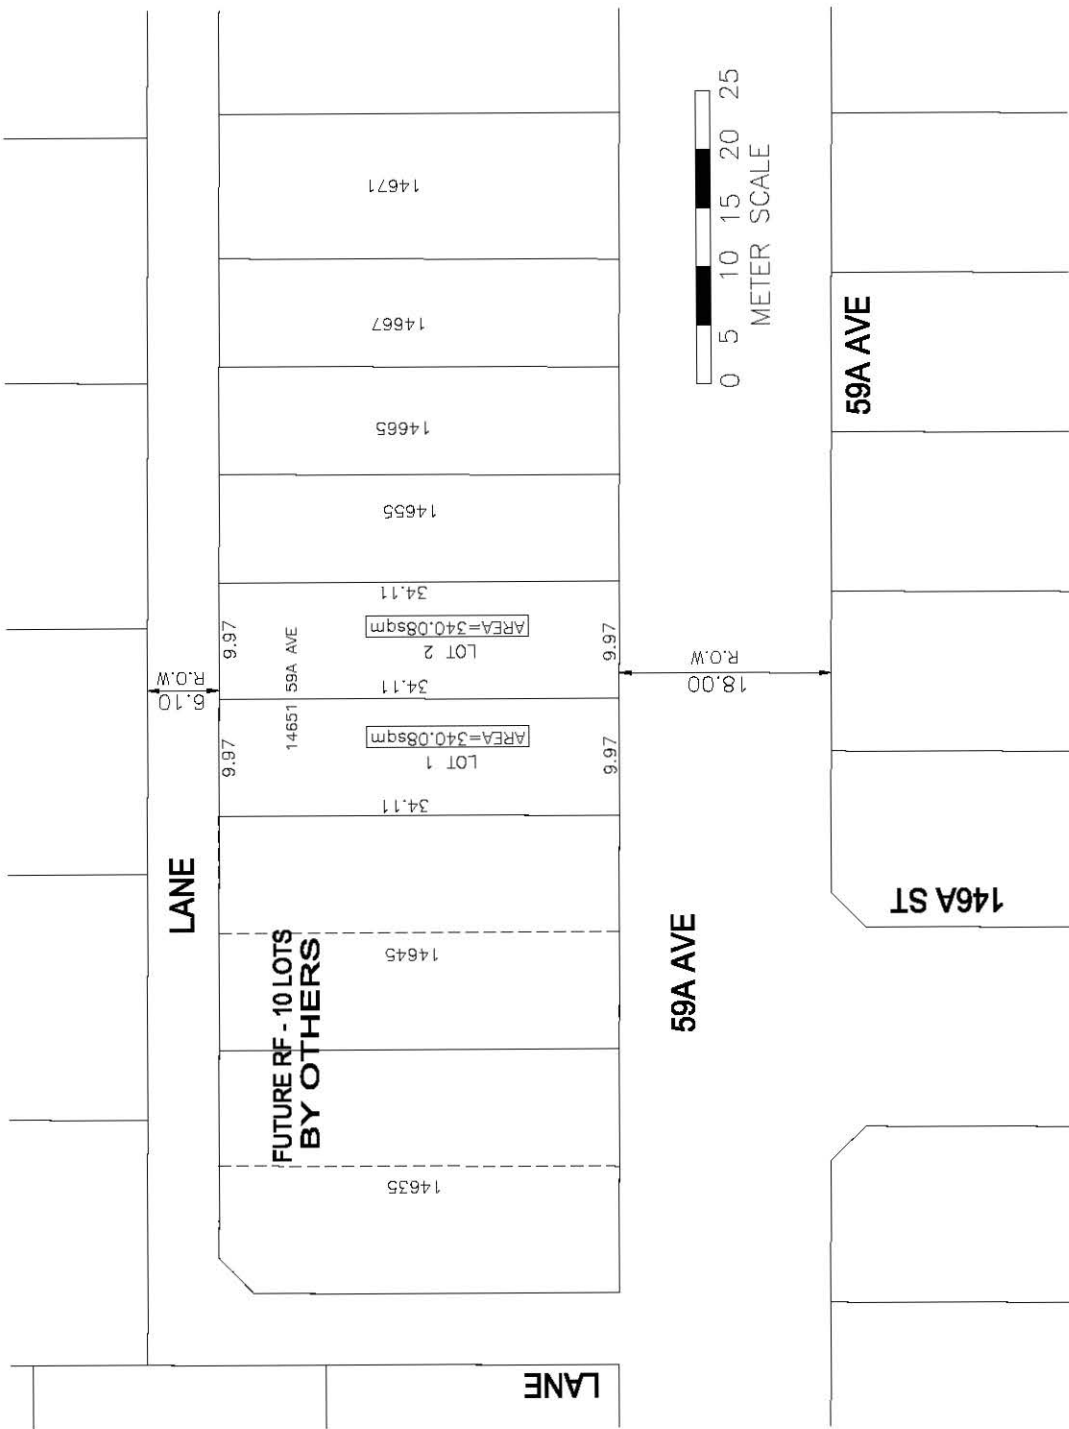 14671
14667
14665
14655
34.11
9.97
14651 59A AVE
AREA=340.08sqm
LOT 2
9.97
34.11
9.97
AREA=340.08sqm
LOT 1
9.97
34.11
6.10
R.O.W
18.00
R.O.W
0 5 10 15 20 25
METER SCALE
59A AVE
LANE
FUTURE RF - 10 LOTS
BY OTHERS
14645
14635
59A AVE
146A ST
LANE